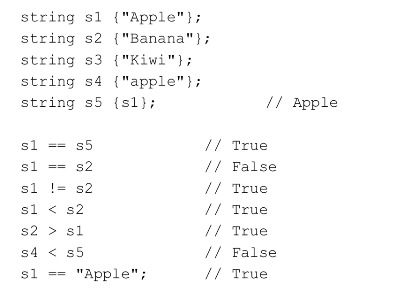 string s1 {"Apple"};
string s2 {"Banana"};
string s3 {"Kiwi"};
string s4 {"apple"};
string s5 {s1}; // Apple
s1 == s5 // True
s1 == s2 // False
s1 != s2 // True
s1 < s2 // True
s2 > s1 // True
s4 < s5 // False
s1 == "Apple"; // True